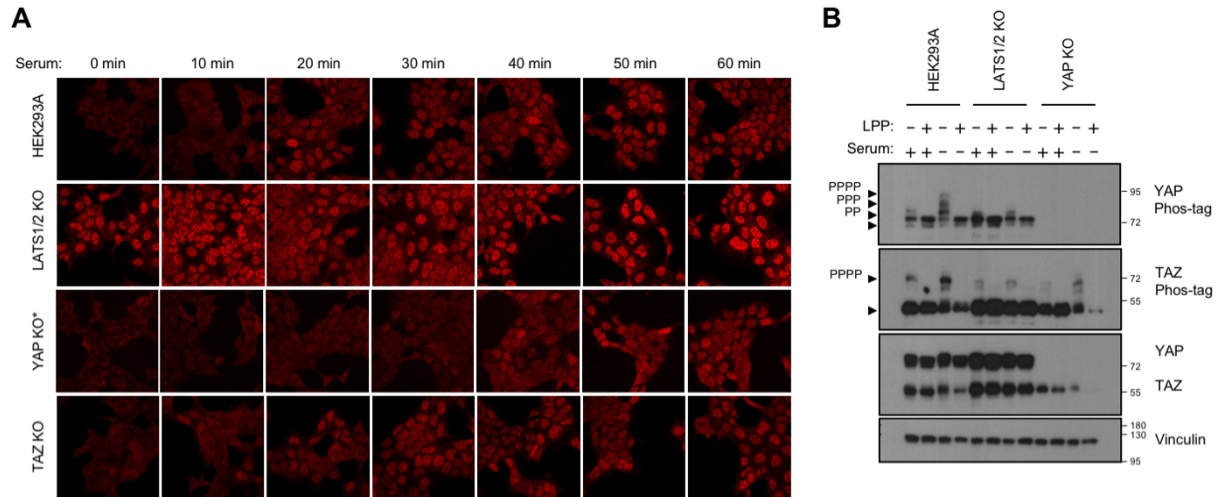 A
Serum: 0 min 10 min 20 min 30 min 40 min 50 min 60 min
HEK293A
LATS1/2 KO
YAP KO*
TAZ KO
B
HEK293A LATS1/2 KO YAP KO
LPP: - + - + - + - + - + - +
Serum: + + - - + + - - + + - -
PPPP
PPP
PP
95
72
YAP
Phos-tag
PPPP
72
55
TAZ
Phos-tag
YAP
72
TAZ
55
180
130
Vinculin
95